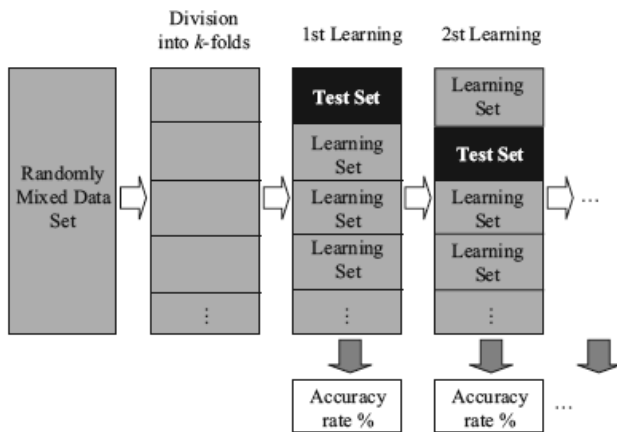 Division
into k-folds
1st Learning
2st Learning
Randomly
Mixed Data
Set
⋮
Test Set
Learning
Set
Learning
Set
Learning
Set
⋮
Learning
Set
Test Set
Learning
Set
Learning
Set
⋮
...
Accuracy
rate %
Accuracy
rate %
...